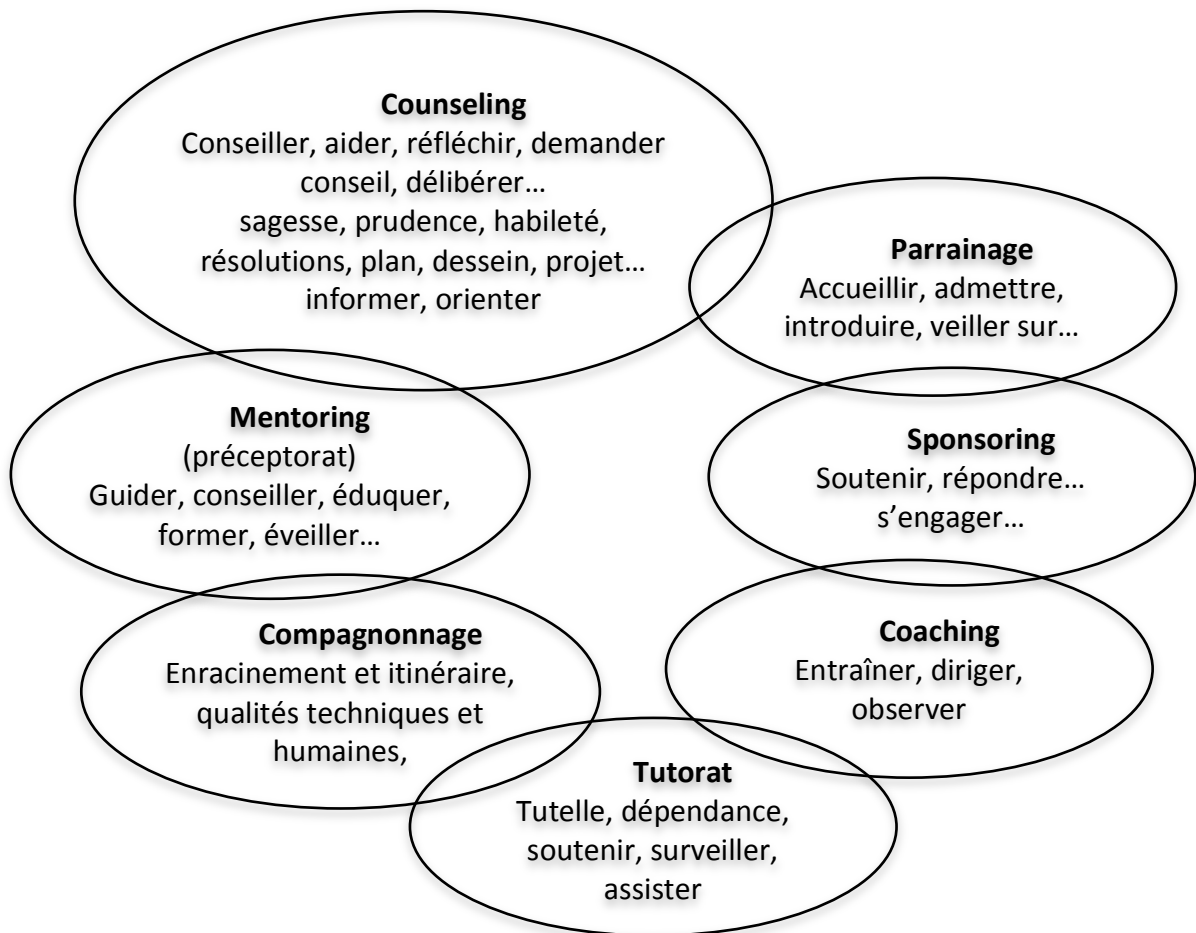 Counseling
Conseiller, aider, réfléchir, demander
conseil, délibérer…
sagesse, prudence, habileté,
résolutions, plan, dessein, projet…
informer, orienter
Parrainage
Accueillir, admettre,
introduire, veiller sur…
Mentoring
(préceptorat)
Guider, conseiller, éduquer,
former, éveiller…
Sponsoring
Soutenir, répondre…
s’engager…
Compagnonnage
Enracinement et itinéraire,
qualités techniques et
humaines,
Coaching
Entraîner, diriger,
observer
Tutorat
Tutelle, dépendance,
soutenir, surveiller,
assister